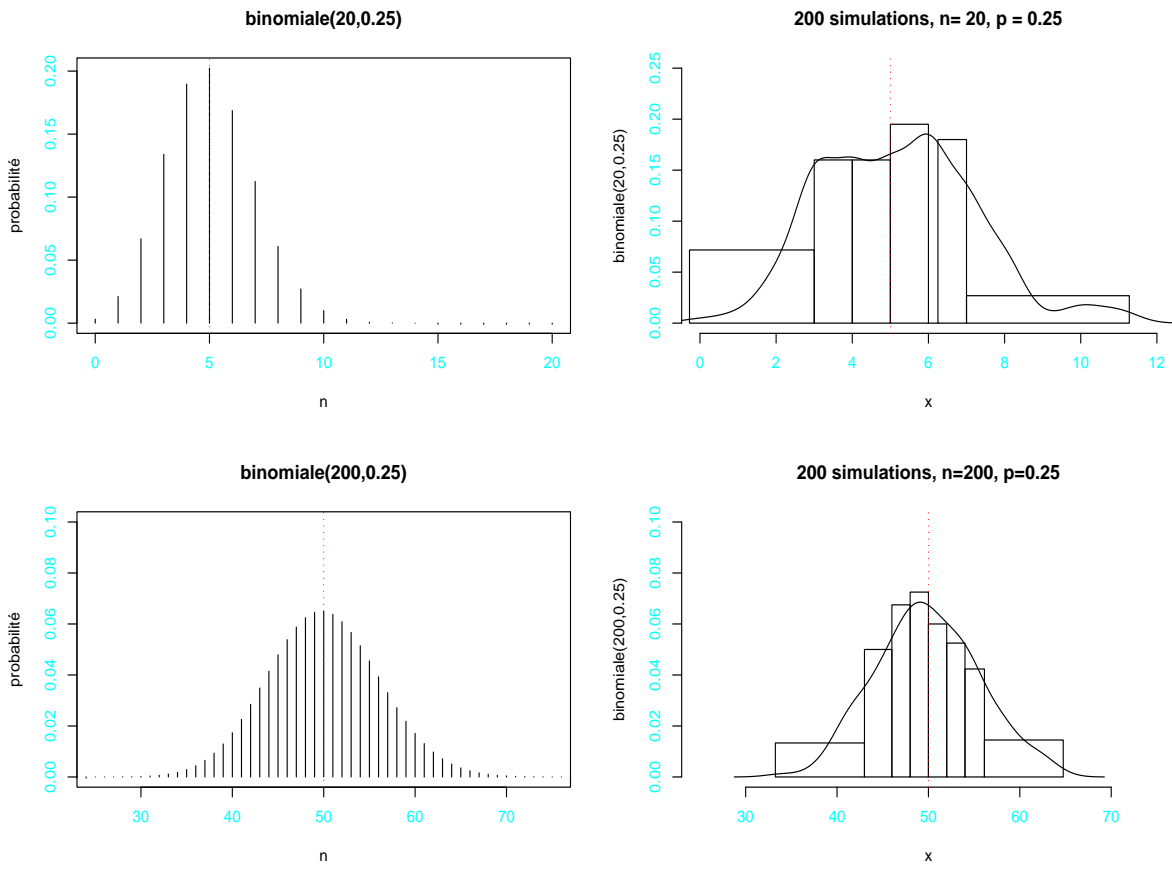 binomiale(20,0.25)
probabilité
0.00 0.05 0.10 0.15 0.20
0 5 10 15 20
n
200 simulations, n= 20, p = 0.25
binomiale(20,0.25)
0.00 0.05 0.10 0.15 0.20 0.25
0 2 4 6 8 10 12
x
binomiale(200,0.25)
probabilité
0.00 0.02 0.04 0.06 0.08 0.10
30 40 50 60 70
n
200 simulations, n=200, p=0.25
binomiale(200,0.25)
0.00 0.02 0.04 0.06 0.08 0.10
30 40 50 60 70
x